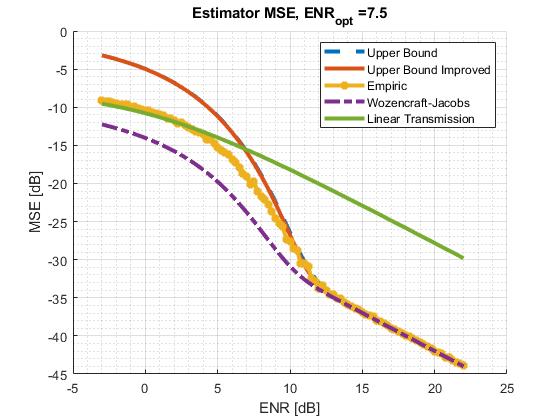 Estimator MSE, ENRopt =7.5
0
-5
-10
-15
-20
-25
-30
-35
-40
-45
MSE [dB]
Upper Bound
Upper Bound Improved
Empiric
Wozencraft-Jacobs
Linear Transmission
-5 0 5 10 15 20 25
ENR [dB]